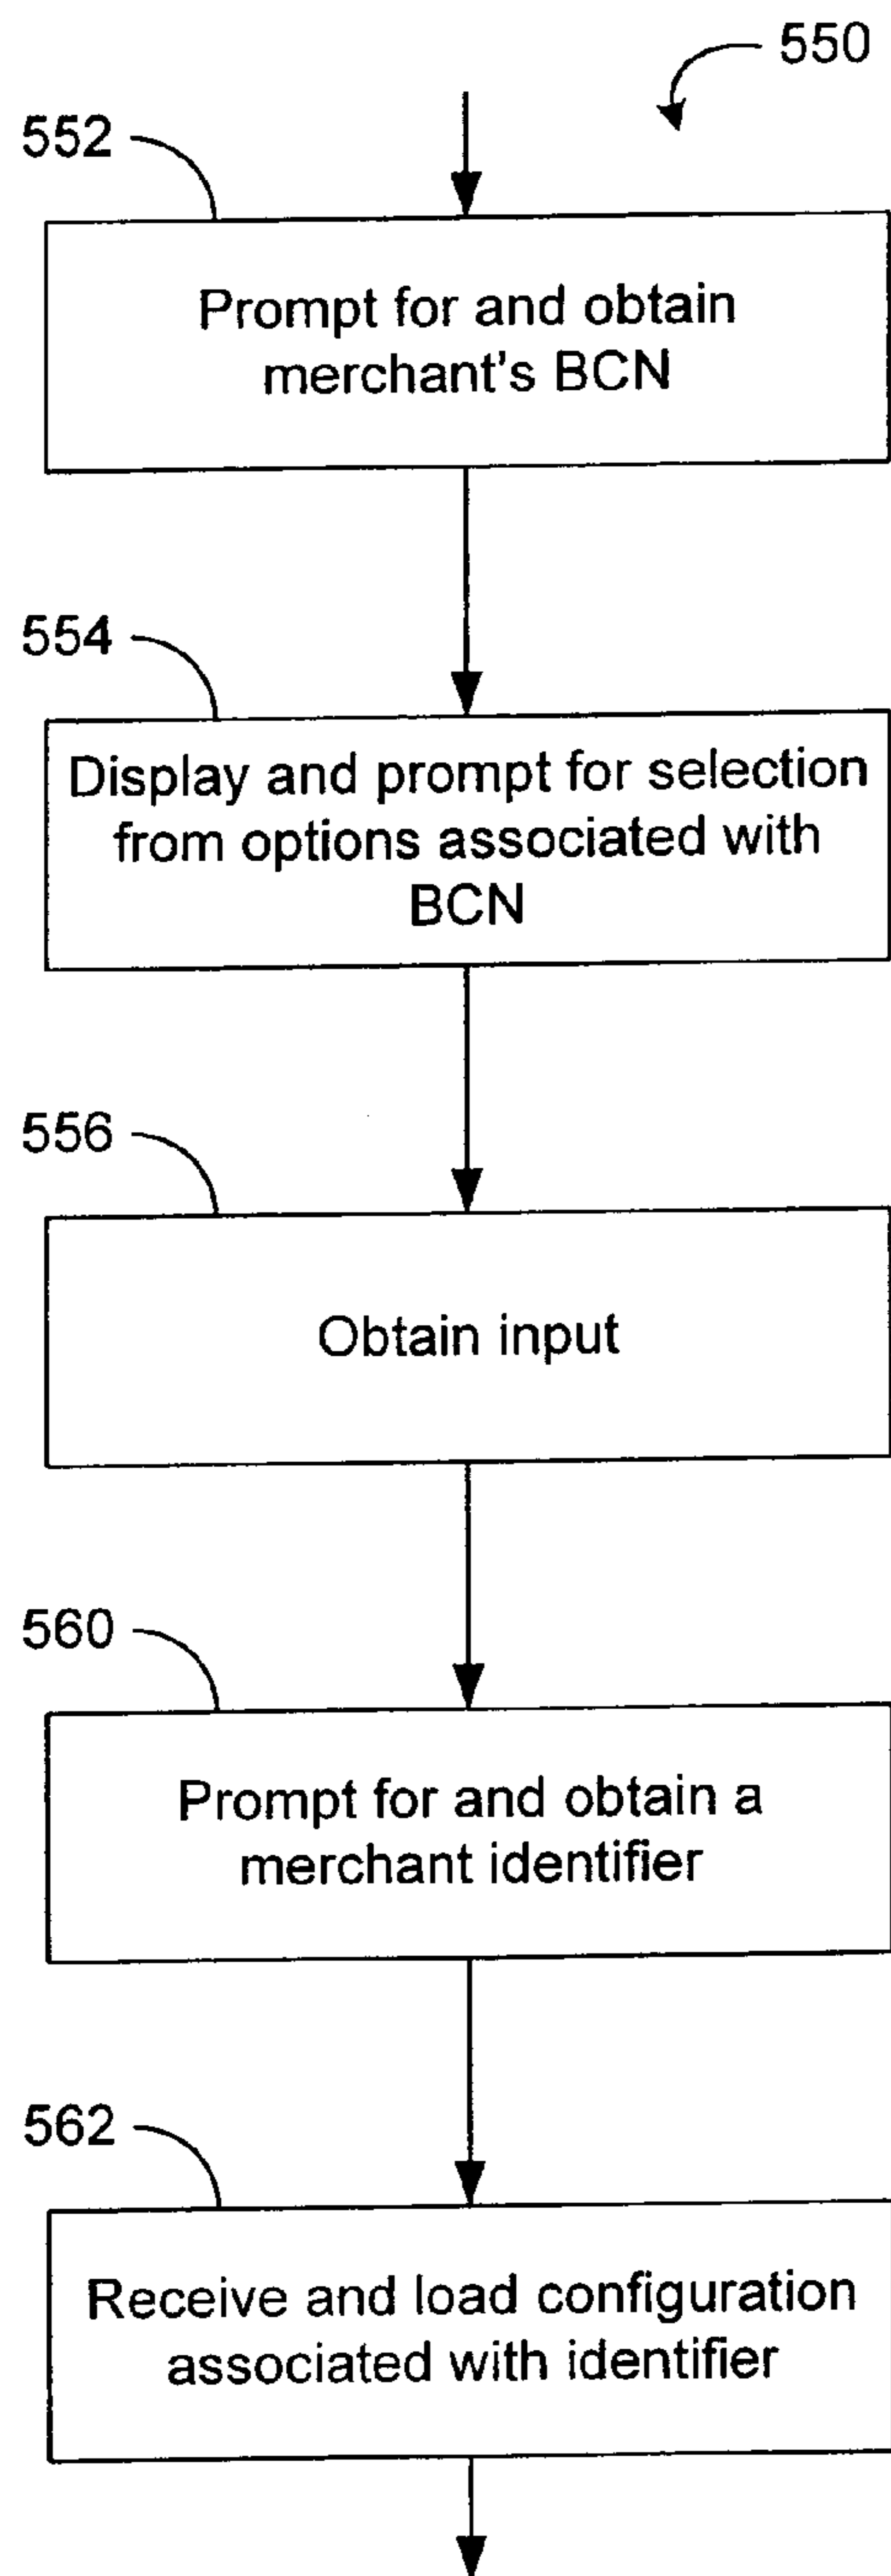 550
552
Prompt for and obtain
merchant's BCN
554
Display and prompt for selection
from options associated with
BCN
556
Obtain input
560
Prompt for and obtain a
merchant identifier
562
Receive and load configuration
associated with identifier